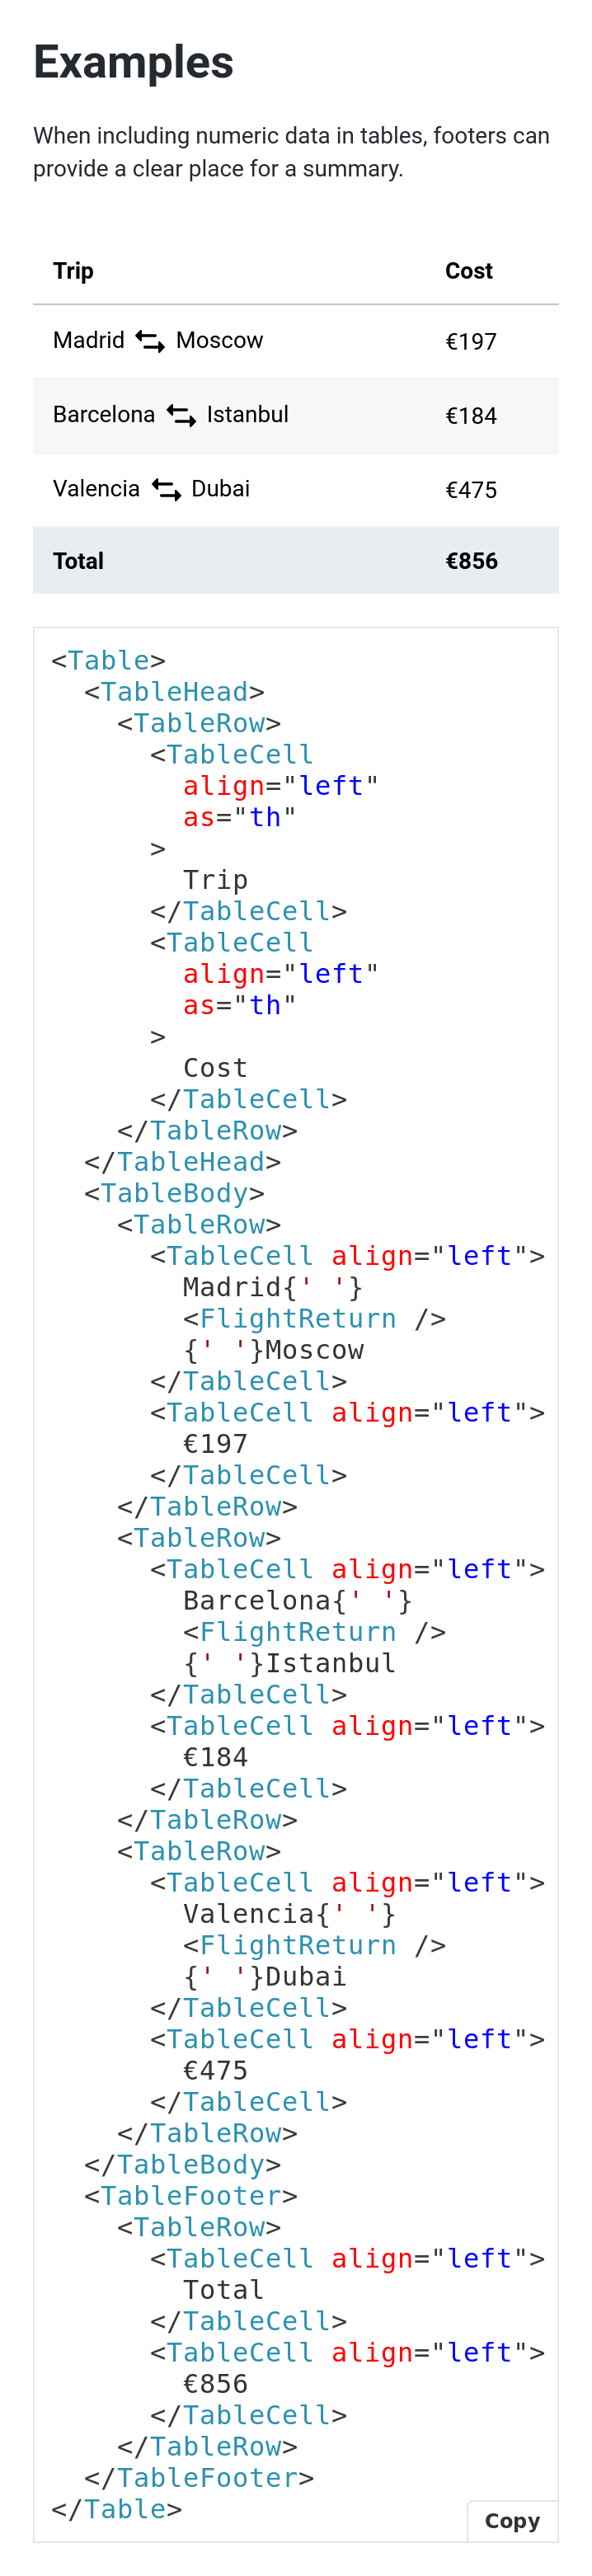 Examples
When including numeric data in tables, footers can
provide a clear place for a summary.
Trip Cost
Madrid Moscow €197
Barcelona Istanbul €184
Valencia Dubai €475
Total €856
<Table>
  <TableHead>
    <TableRow>
      <TableCell
        align="left"
        as="th"
      >
        Trip
      </TableCell>
      <TableCell
        align="left"
        as="th"
      >
        Cost
      </TableCell>
    </TableRow>
  </TableHead>
  <TableBody>
    <TableRow>
      <TableCell align="left">
        Madrid{' '}
        <FlightReturn />
        {' '}Moscow
      </TableCell>
      <TableCell align="left">
        €197
      </TableCell>
    </TableRow>
    <TableRow>
      <TableCell align="left">
        Barcelona{' '}
        <FlightReturn />
        {' '}Istanbul
      </TableCell>
      <TableCell align="left">
        €184
      </TableCell>
    </TableRow>
    <TableRow>
      <TableCell align="left">
        Valencia{' '}
        <FlightReturn />
        {' '}Dubai
      </TableCell>
      <TableCell align="left">
        €475
      </TableCell>
    </TableRow>
  </TableBody>
  <TableFooter>
    <TableRow>
      <TableCell align="left">
        Total
      </TableCell>
      <TableCell align="left">
        €856
      </TableCell>
    </TableRow>
  </TableFooter>
</Table>
Copy